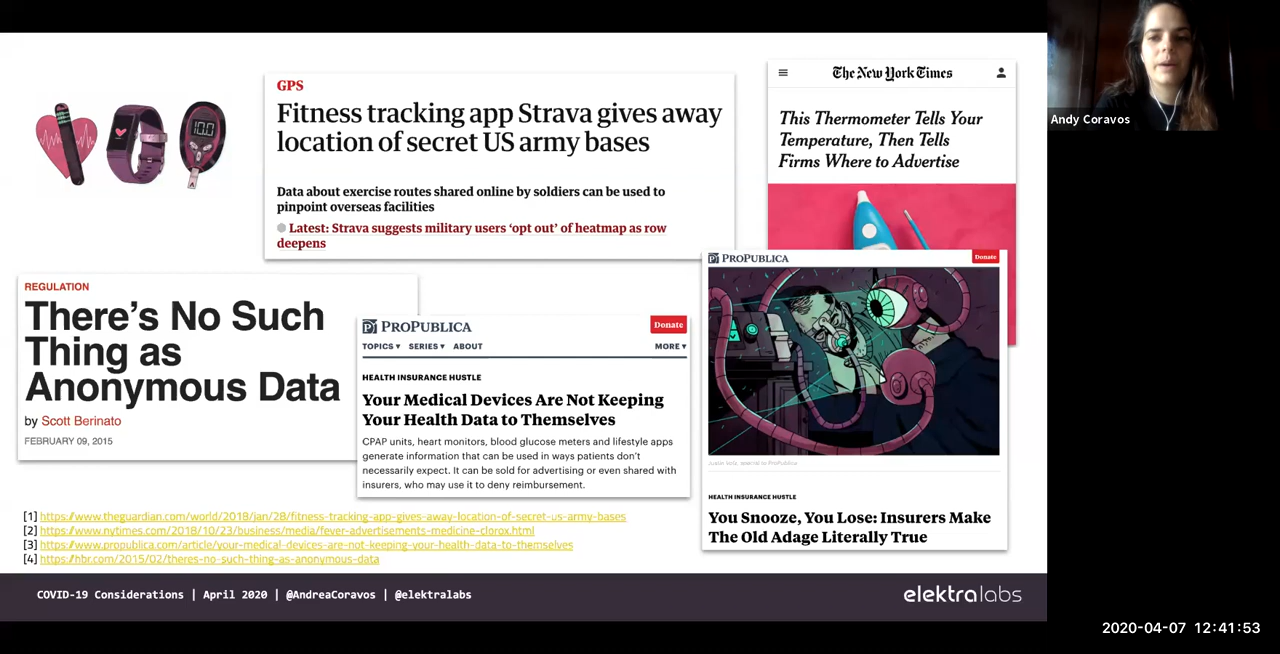 GPS
Fitness tracking app Strava gives away
location of secret US army bases
Data about exercise routes shared online by soldiers can be used to
pinpoint overseas facilities
Latest: Strava suggests military users ‘opt out’ of heatmap as row
deepens
The New York Times
This Thermometer Tells Your
Temperature, Then Tells
Firms Where to Advertise
Andy Coravos
10.0
REGULATION
There’s No Such
Thing as
Anonymous Data
by Scott Berinato
FEBRUARY 09, 2015
PROPUBLICA
Donate
TOPICS ▾ SERIES ▾ ABOUT MORE ▾
HEALTH INSURANCE HUSTLE
Your Medical Devices Are Not Keeping
Your Health Data to Themselves
CPAP units, heart monitors, blood glucose meters and lifestyle apps
generate information that can be used in ways patients don’t
necessarily expect. It can be sold for advertising or even shared with
insurers, who may use it to deny reimbursement.
PROPUBLICA
Donate
HEALTH INSURANCE HUSTLE
You Snooze, You Lose: Insurers Make
The Old Adage Literally True
[1] https://www.theguardian.com/world/2018/jan/28/fitness-tracking-app-gives-away-location-of-secret-us-army-bases
[2] https://www.nytimes.com/2018/10/23/business/media/fever-advertisements-medicine-clorox.html
[3] https://www.propublica.com/article/your-medical-devices-are-not-keeping-your-health-data-to-themselves
[4] https://hbr.com/2015/02/theres-no-such-thing-as-anonymous-data
COVID-19 Considerations | April 2020 | @AndreaCoravos | @elektralabs
elektralabs
2020-04-07 12:41:53